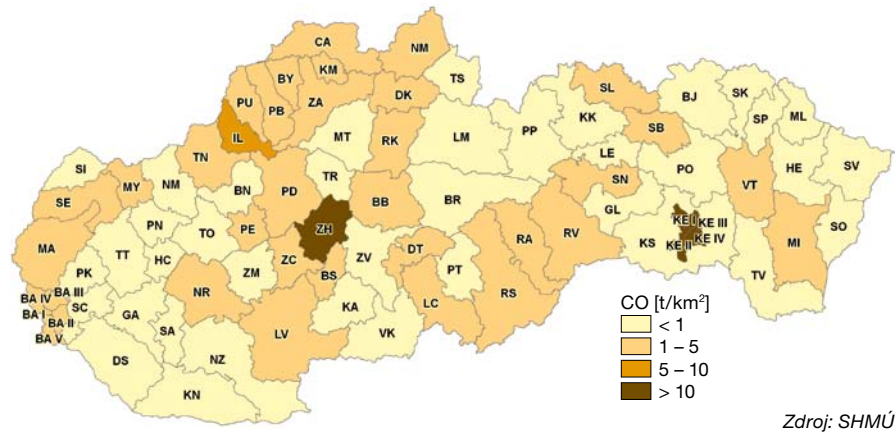 CA
NM
BY
KM
TS
PU
PB
ZA
DK
SL
BJ
SK
SP
ML
IL
MT
RK
LM
PP
KK
SB
TN
LE
PO
HE
SV
SI
MY
NM
BN
PD
TR
BB
BR
SN
VT
SE
PN
TO
PE
ZH
GL
KE I
KE III
SO
MA
TT
HC
ZC
ZV
DT
RA
RV
KS
KE II
KE IV
MI
PK
ZM
BS
PT
TV
BA IV
BA III
SC
NR
KA
LC
RS
BA I
BA II
GA
SA
LV
VK
BA V
DS
NZ
KN
CO [t/km²]
< 1
1 – 5
5 – 10
> 10
Zdroj: SHMÚ